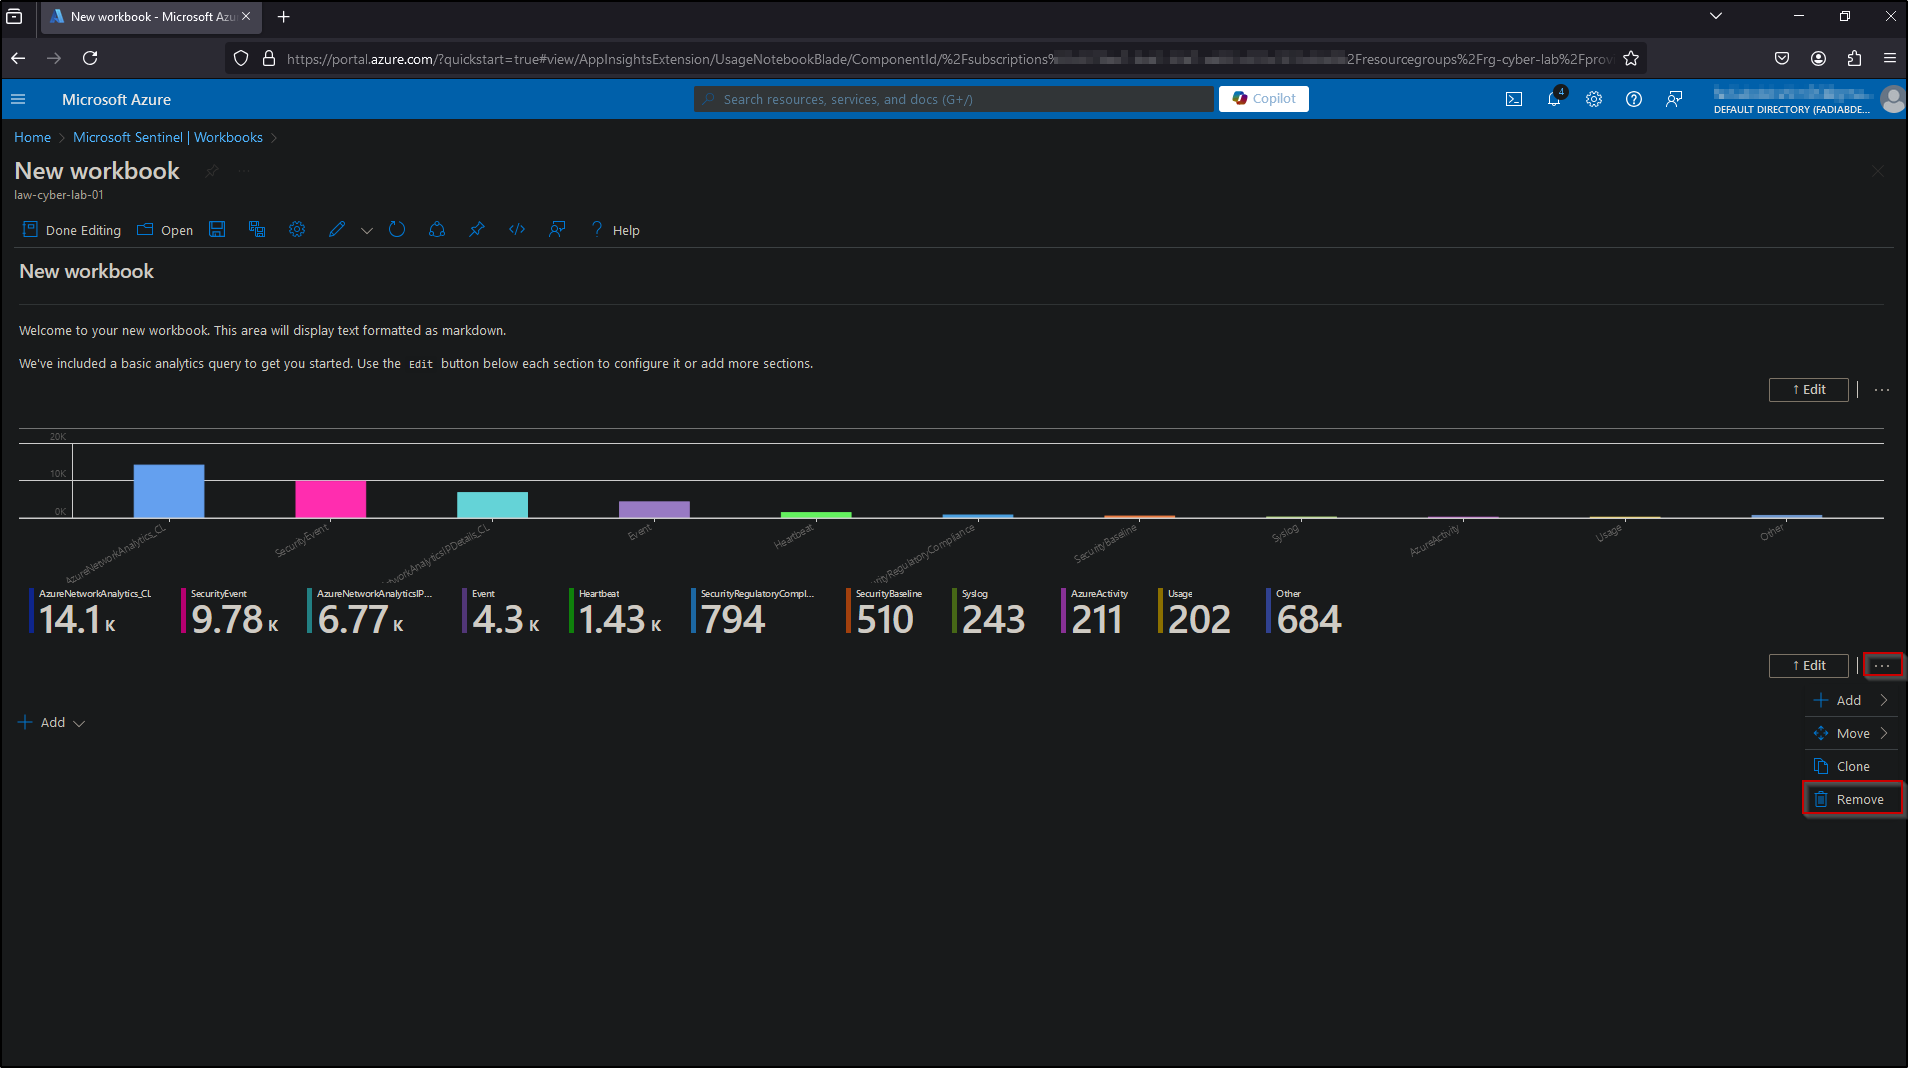 New workbook - Microsoft Azu
https://portal.azure.com/?quickstart=true#view/AppInsightsExtension/UsageNotebookBlade/ComponentId/%2Fsubscriptions% 2Fresourcegroups%2Frg-cyber-lab%2Fprov
Microsoft Azure
Search resources, services, and docs (G+/)
Copilot
4
DEFAULT DIRECTORY (FADIABDE...
Home > Microsoft Sentinel | Workbooks >
New workbook
law-cyber-lab-01
Done Editing Open ? Help
New workbook
Welcome to your new workbook. This area will display text formatted as markdown.
We've included a basic analytics query to get you started. Use the Edit button below each section to configure it or add more sections.
↑ Edit | ...
20K
10K
0K
AzureNetworkAnalytics_CL SecurityEvent tworkAnalyticsIPDetails_CL Event Heartbeat urityRegulatoryCompliance SecurityBaseline Syslog AzureActivity Usage Other
AzureNetworkAnalytics_CL SecurityEvent AzureNetworkAnalyticsIP... Event Heartbeat SecurityRegulatoryCompl... SecurityBaseline Syslog AzureActivity Usage Other
14.1 K 9.78 K 6.77 K 4.3 K 1.43 K 794 510 243 211 202 684
↑ Edit | ...
Add
Move
Clone
Remove
Add